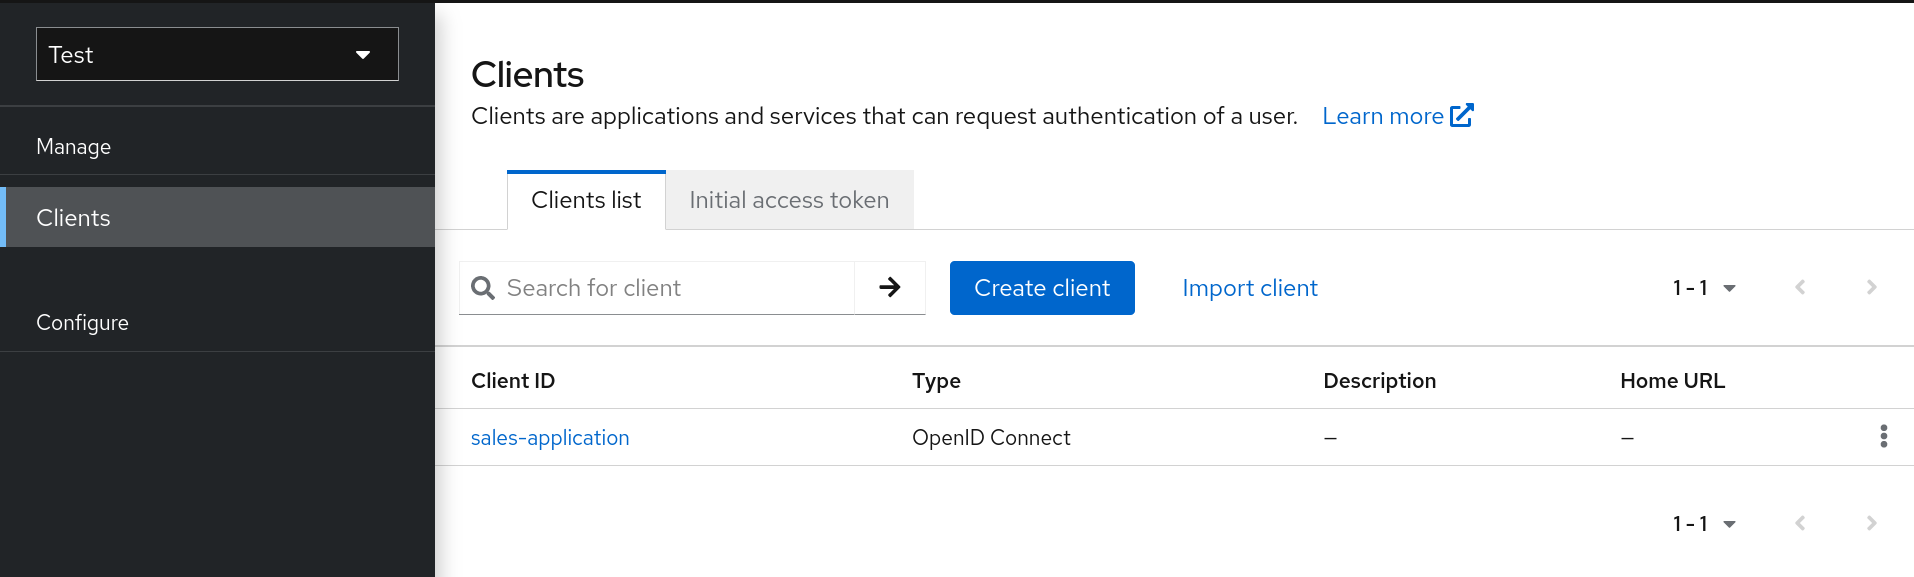 Test
Manage
Clients
Configure
Clients
Clients are applications and services that can request authentication of a user. Learn more
Clients list Initial access token
Search for client Create client Import client 1 - 1
Client ID Type Description Home URL
sales-application OpenID Connect – –
1 - 1